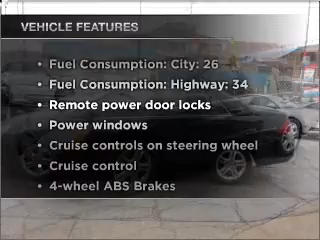 VEHICLE FEATURES
• Fuel Consumption: City: 26
• Fuel Consumption: Highway: 34
• Remote power door locks
• Power windows
• Cruise controls on steering wheel
• Cruise control
• 4-wheel ABS Brakes